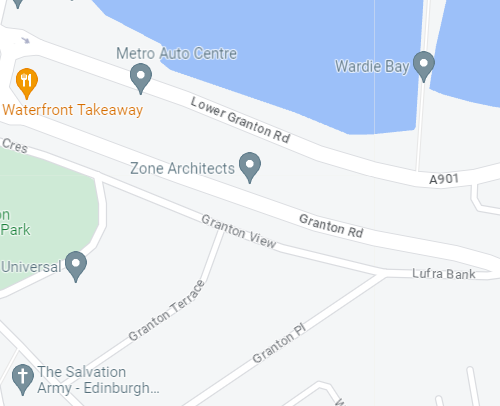 Metro Auto Centre
Wardie Bay
Waterfront Takeaway
Lower Granton Rd
Cres
Zone Architects
A901
on
Park
Granton View
Granton Rd
Universal
Lufra Bank
Granton Terrace
Granton Pl
The Salvation
Army - Edinburgh...